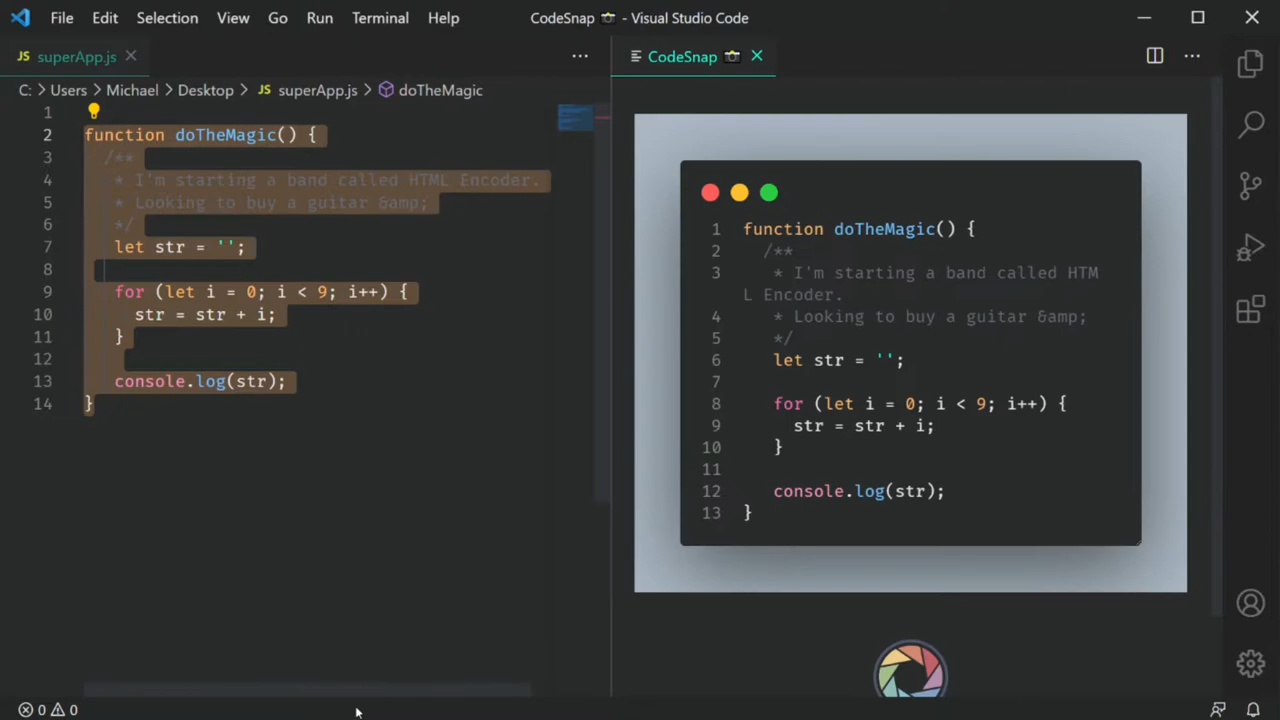 File Edit Selection View Go Run Terminal Help CodeSnap 📸 - Visual Studio Code
JS superApp.js
CodeSnap 📸
C: > Users > Michael > Desktop > JS superApp.js > doTheMagic
1
2 function doTheMagic() {
3 /**
4 * I'm starting a band called HTML Encoder.
5 * Looking to buy a guitar &amp;
6 */
7 let str = '';
8
9 for (let i = 0; i < 9; i++) {
10 str = str + i;
11 }
12
13 console.log(str);
14 }
1 function doTheMagic() {
2 /**
3 * I'm starting a band called HTM
L Encoder.
4 * Looking to buy a guitar &amp;
5 */
6 let str = '';
7
8 for (let i = 0; i < 9; i++) {
9 str = str + i;
10 }
11
12 console.log(str);
13 }
0 0